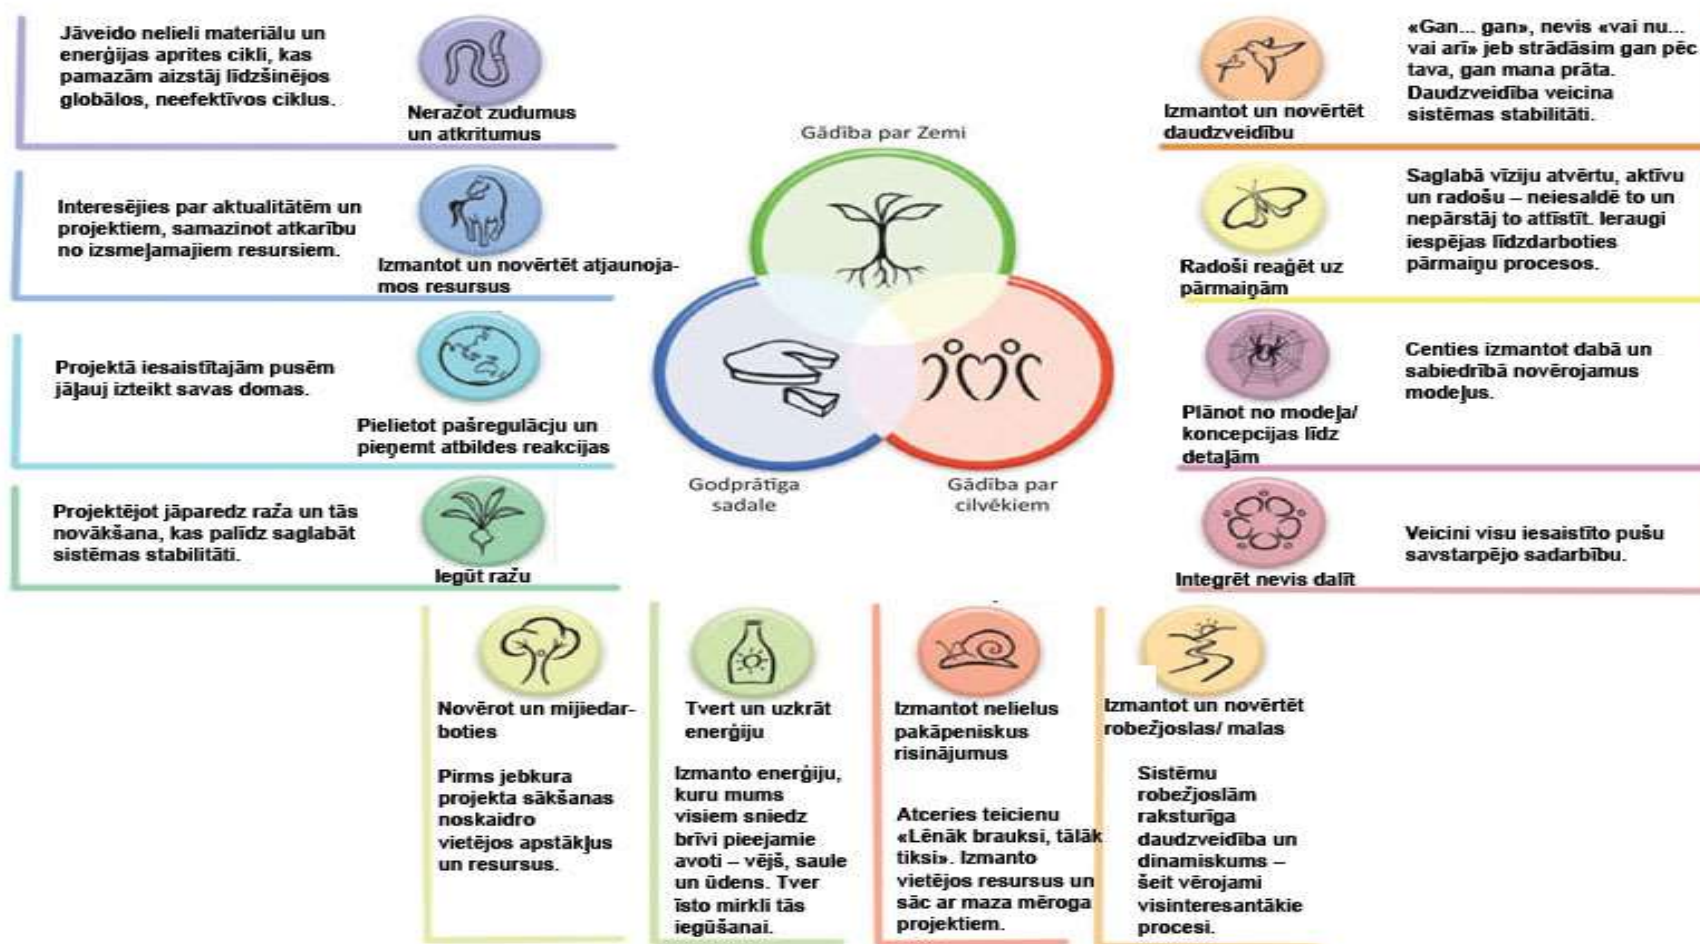 Jāveido nelieli materiālu un
enerģijas aprites cikli, kas
pamazām aizstāj līdzšinējos
globālos, neefektīvos ciklus.
Neražot zudumus
un atkritumus
Interesējies par aktualitātēm un
projektiem, samazinot atkarību
no izsmeļamajiem resursiem.
Izmantot un novērtēt atjaunoja-
mos resursus
Projektā iesaistītajām pusēm
jāļauj izteikt savas domas.
Pielietot pašregulācju un
pieņemt atbildes reakcijas
Projektējot jāparedz raža un tās
novākšana, kas palīdz saglabāt
sistēmas stabilitāti.
Iegūt ražu
Gādība par Zemi
Godprātīga
sadale
Gādība par
cilvēkiem
Izmantot un novērtēt
daudzveidību
«Gan... gan», nevis «vai nu...
vai arī» jeb strādāsim gan pēc
tava, gan mana prāta.
Daudzveidība veicina
sistēmas stabilitāti.
Radoši reaģēt uz
pārmaiņām
Saglabā vīziju atvērtu, aktīvu
un radošu – neiesaldē to un
nepārstāj to attīstīt. Ieraugi
iespējas līdzdarboties
pārmaiņu procesos.
Plānot no modeļa/
koncepcijas līdz
detaļām
Centies izmantot dabā un
sabiedrībā novērojamus
modeļus.
Integrēt nevis dalīt
Veicini visu iesaistīto pušu
savstarpējo sadarbību.
Novērot un mijiedar-
boties
Pirms jebkura
projekta sākšanas
noskaidro
vietējos apstākļus
un resursus.
Tvert un uzkrāt
enerģiju
Izmanto enerģiju,
kuru mums
visiem sniedz
brīvi pieejamie
avoti – vējš, saule
un ūdens. Tver
īsto mirkli tās
iegūšanai.
Izmantot nelielus
pakāpeniskus
risinājumus
Atceries teicienu
«Lēnāk brauksi, tālāk
tiksi». Izmanto
vietējos resursus un
sāc ar maza mēroga
projektiem.
Izmantot un novērtēt
robežjoslas/ malas
Sistēmu
robežjoslām
raksturīga
daudzveidība un
dinamiskums –
šeit vērojami
visinteresantākie
procesi.